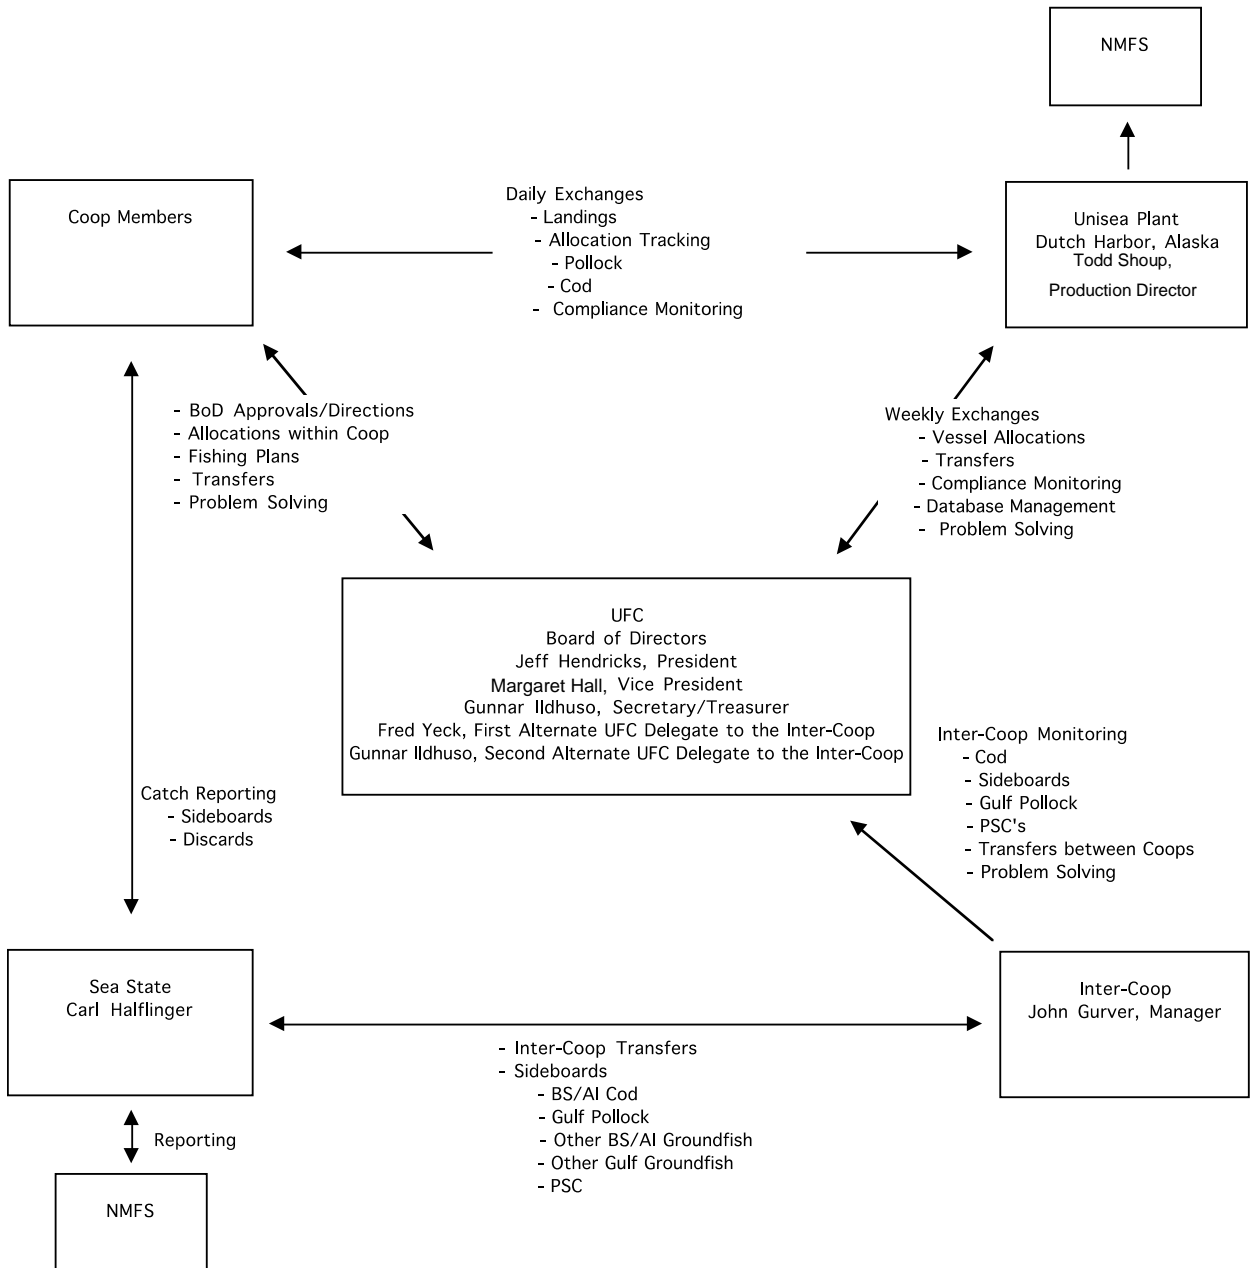 NMFS
Coop Members
Daily Exchanges
- Landings
- Allocation Tracking
- Pollock
- Cod
- Compliance Monitoring
Unisea Plant
Dutch Harbor, Alaska
Todd Shoup,
Production Director
- BoD Approvals/Directions
- Allocations within Coop
- Fishing Plans
- Transfers
- Problem Solving
Weekly Exchanges
- Vessel Allocations
- Transfers
- Compliance Monitoring
- Database Management
- Problem Solving
UFC
Board of Directors
Jeff Hendricks, President
Margaret Hall, Vice President
Gunnar Ildhuso, Secretary/Treasurer
Fred Yeck, First Alternate UFC Delegate to the Inter-Coop
Gunnar Ildhuso, Second Alternate UFC Delegate to the Inter-Coop
Inter-Coop Monitoring
- Cod
- Sideboards
- Gulf Pollock
- PSC's
- Transfers between Coops
- Problem Solving
Catch Reporting
- Sideboards
- Discards
Sea State
Carl Halflinger
Inter-Coop
John Gurver, Manager
- Inter-Coop Transfers
- Sideboards
- BS/AI Cod
- Gulf Pollock
- Other BS/AI Groundfish
- Other Gulf Groundfish
- PSC
Reporting
NMFS